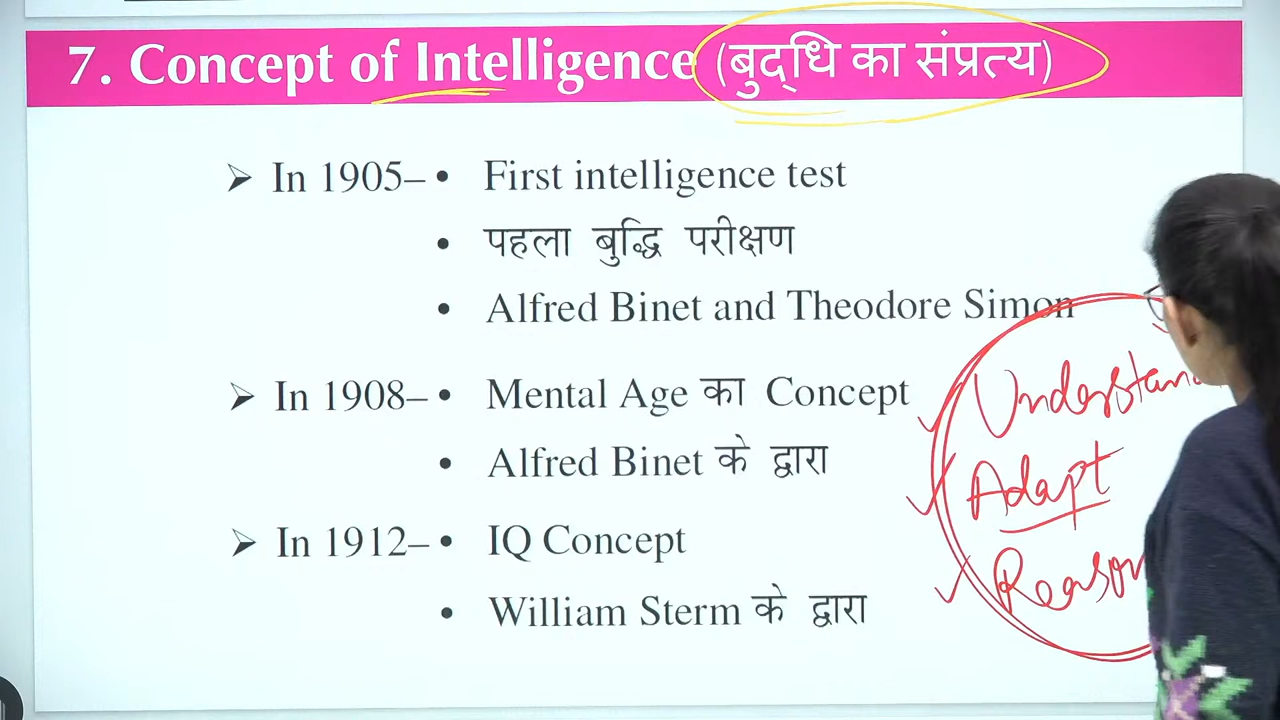 7. Concept of Intelligence (बुद्‌धि का संप्रत्य)
➢ In 1905– • First intelligence test
• पहला बुद्धि परीक्षण
• Alfred Binet and Theodore Simon
➢ In 1908– • Mental Age का Concept
• Alfred Binet के द्वारा
➢ In 1912– • IQ Concept
• William Sterm के द्वारा
Adapt